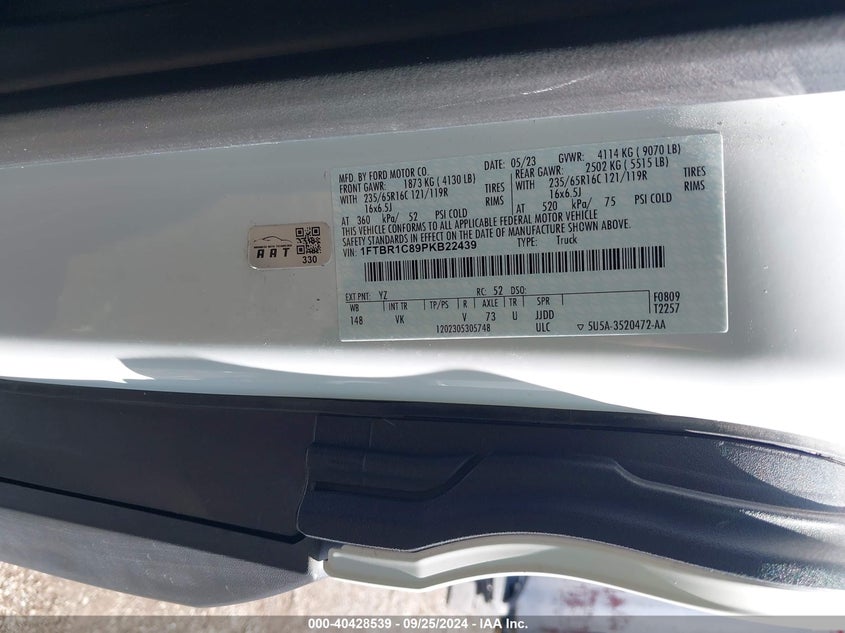 MFD. BY FORD MOTOR CO. DATE: 05/23 GVWR: 4114 KG ( 9070 LB)
FRONT GAWR: 1873 KG ( 4130 LB) REAR GAWR: 2502 KG ( 5515 LB)
WITH 235/65R16C 121/119R TIRES WITH 235/65R16C 121/119R TIRES
16x6.5J RIMS 16x6.5J RIMS
AT 360 kPa/ 52 PSI COLD AT 520 kPa/ 75 PSI COLD
THIS VEHICLE CONFORMS TO ALL APPLICABLE FEDERAL MOTOR VEHICLE
SAFETY STANDARDS IN EFFECT ON THE DATE OF MANUFACTURE SHOWN ABOVE.
VIN: 1FTBR1C89PKB22439 TYPE: Truck
EXT PNT: YZ RC: 52 DSO: F0809
WB INT TR TP/PS R AXLE TR SPR T2257
148 VK V 73 U JJDD
1202305305748 ULC SU5A-3520472-AA
AAT
330
000-40428539 - 09/25/2024 - IAA Inc.